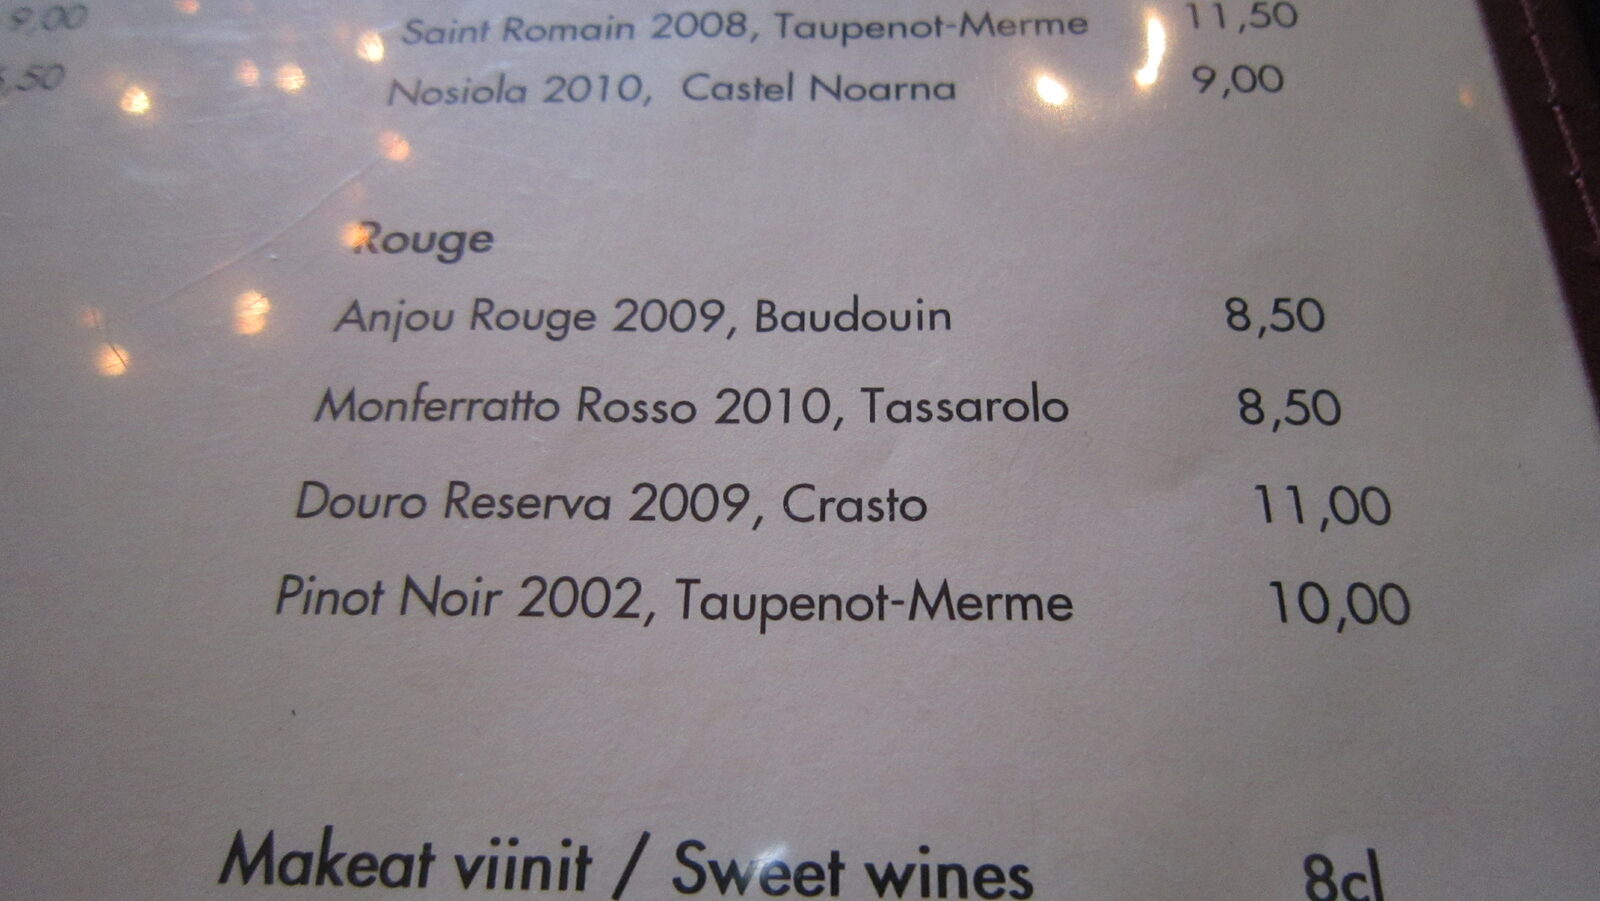 9,00
Saint Romain 2008, Taupenot-Merme 11,50
,50
Nosiola 2010, Castel Noarna 9,00
Rouge
Anjou Rouge 2009, Baudouin 8,50
Monferratto Rosso 2010, Tassarolo 8,50
Douro Reserva 2009, Crasto 11,00
Pinot Noir 2002, Taupenot-Merme 10,00
Makeat viinit / Sweet wines 8cl